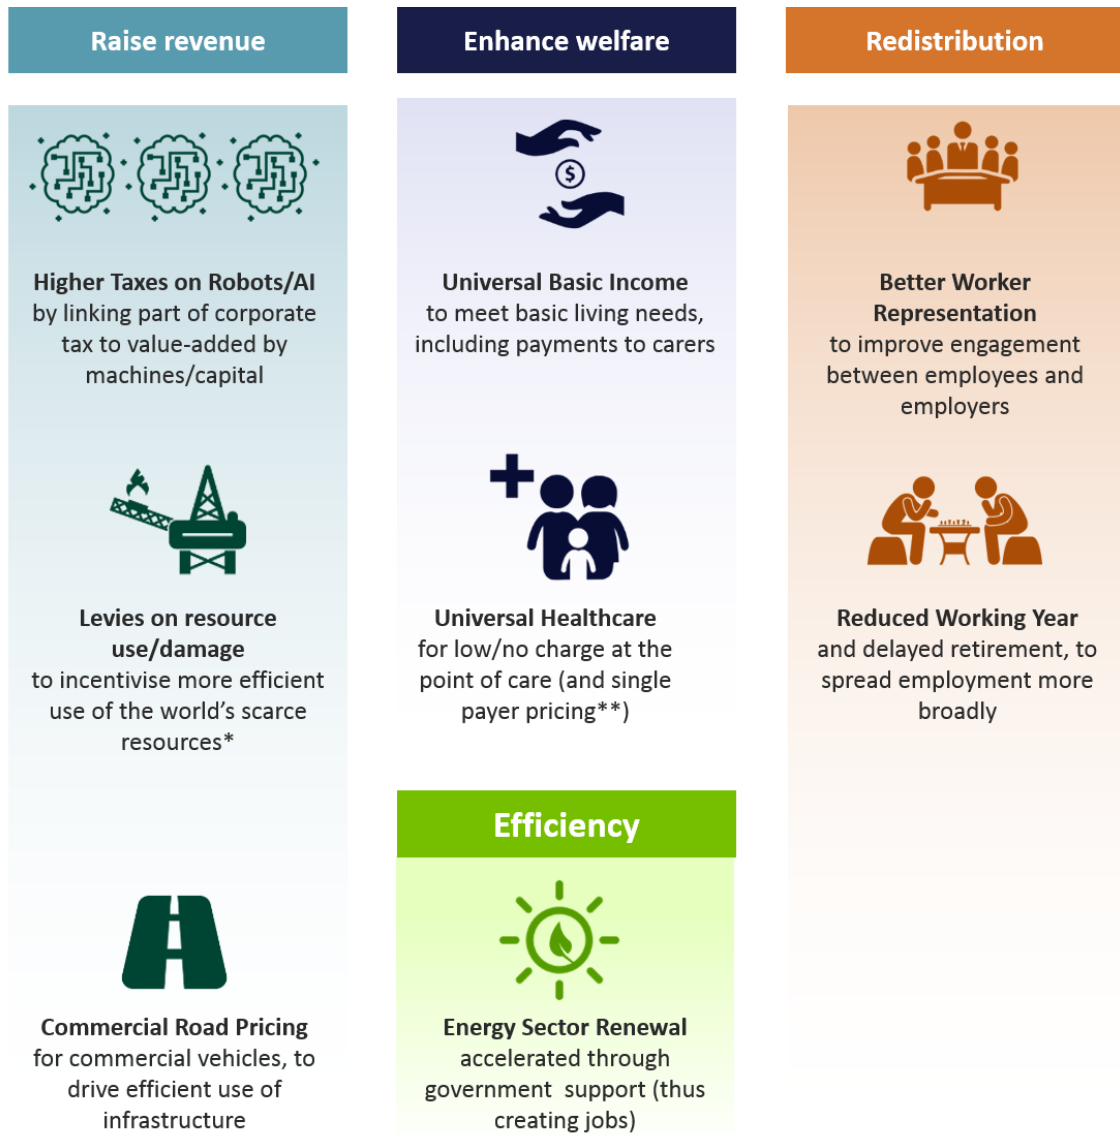 Raise revenue
Higher Taxes on Robots/AI
by linking part of corporate
tax to value-added by
machines/capital
Levies on resource
use/damage
to incentivise more efficient
use of the world’s scarce
resources*
Commercial Road Pricing
for commercial vehicles, to
drive efficient use of
infrastructure
Enhance welfare
$
Universal Basic Income
to meet basic living needs,
including payments to carers
Universal Healthcare
for low/no charge at the
point of care (and single
payer pricing**)
Efficiency
Energy Sector Renewal
accelerated through
government support (thus
creating jobs)
Redistribution
Better Worker
Representation
to improve engagement
between employees and
employers
Reduced Working Year
and delayed retirement, to
spread employment more
broadly